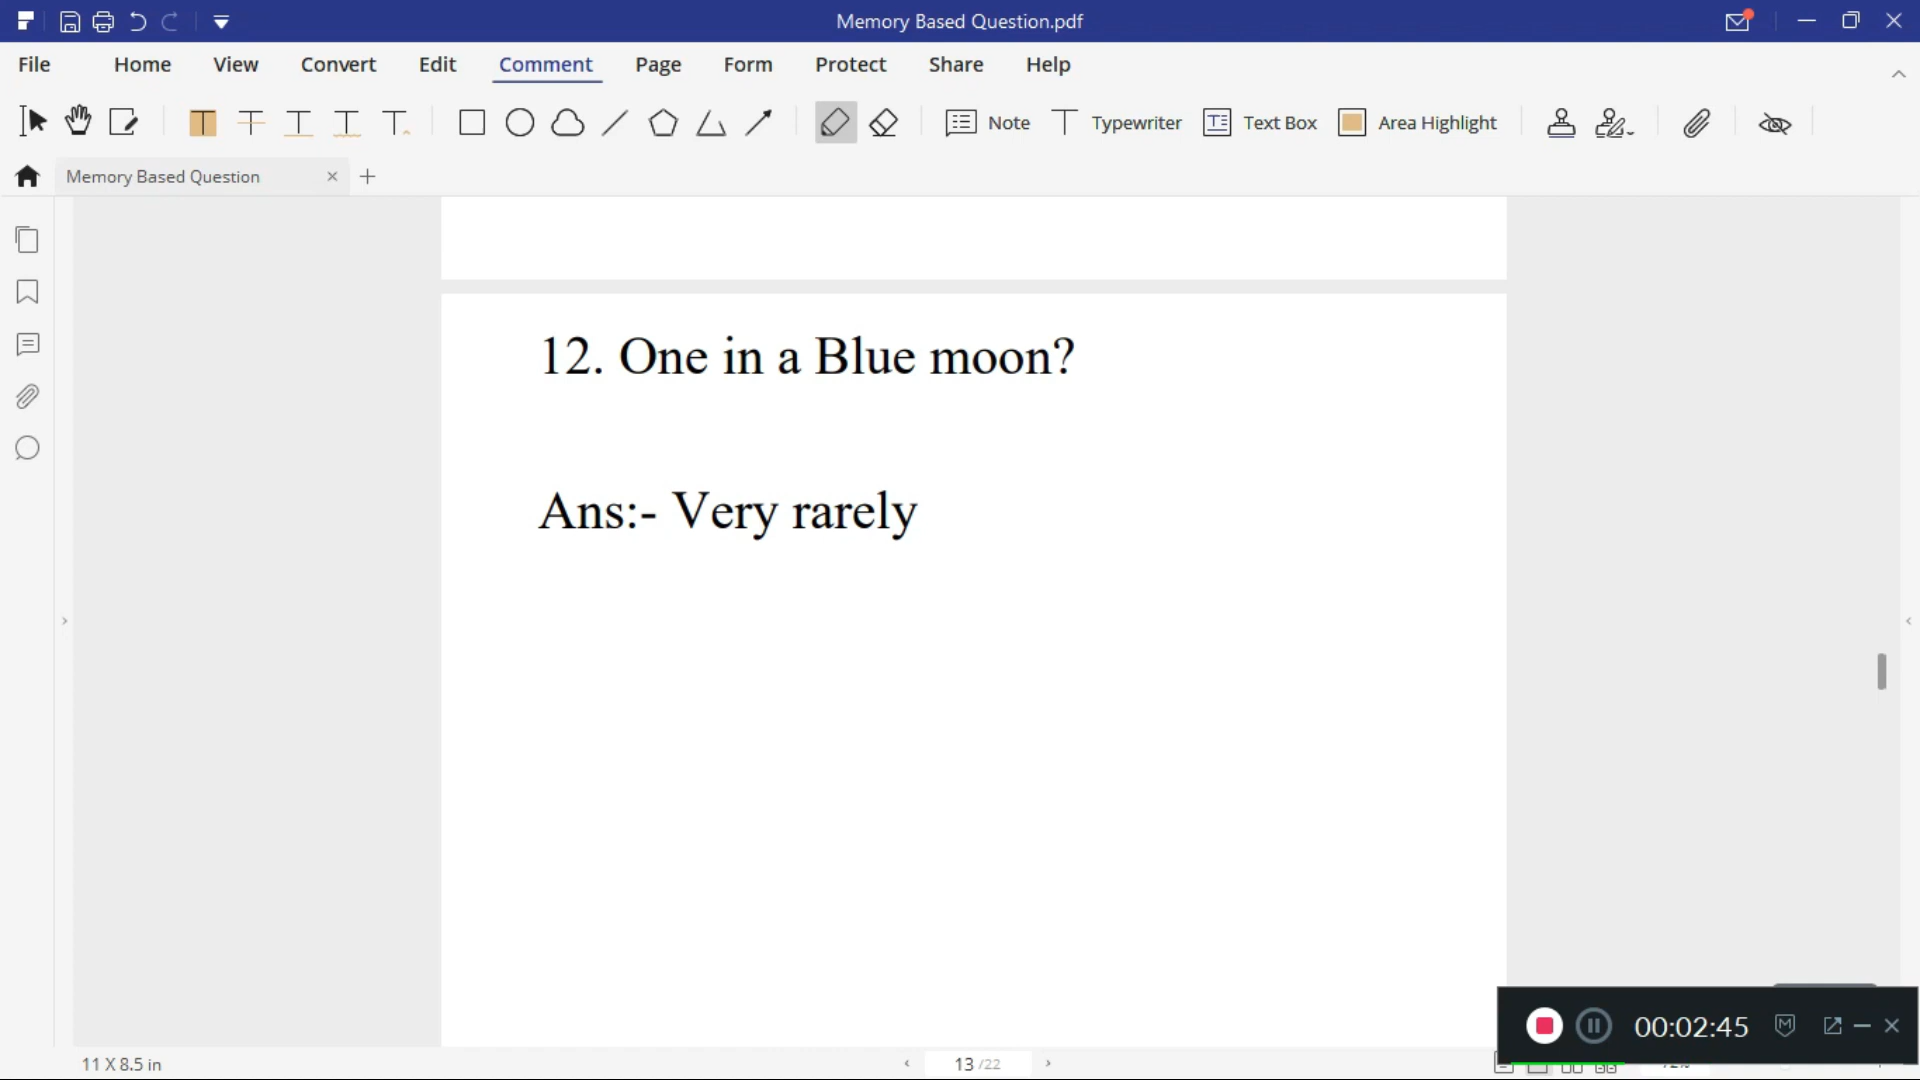 Memory Based Question.pdf
File Home View Convert Edit Comment Page Form Protect Share Help
Note Typewriter Text Box Area Highlight
Memory Based Question
12. One in a Blue moon?
Ans:- Very rarely
00:02:45
11 X 8.5 in 13 /22